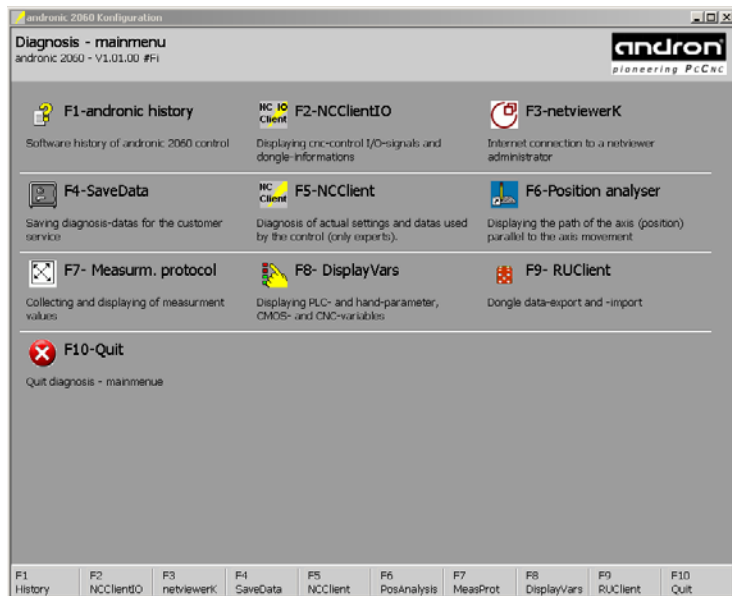 andronic 2060 Konfiguration
Diagnosis - mainmenu
andronic 2060 - V1.01.00 #Fi
andron
pioneering PcCnc
F1-andronic history
Software history of andronic 2060 control
NC IO
Client
F2-NCClientIO
Displaying cnc-control I/O-signals and
dongle-informations
F3-netviewerK
Internet connection to a netviewer
administrator
F4-SaveData
Saving diagnosis-datas for the customer
service
NC
Client
F5-NCClient
Diagnosis of actual settings and datas used
by the control (only experts).
F6-Position analyser
Displaying the path of the axis (position)
parallel to the axis movement
F7- Measurm. protocol
Collecting and displaying of measurment
values
F8- DisplayVars
Displaying PLC- and hand-parameter,
CMOS- and CNC-variables
F9- RUClient
Dongle data-export and -import
F10-Quit
Quit diagnosis - mainmenue
F1 F2 F3 F4 F5 F6 F7 F8 F9 F10
History NCClientIO netviewerK SaveData NCClient PosAnalysis MeasProt DisplayVars RUClient Quit